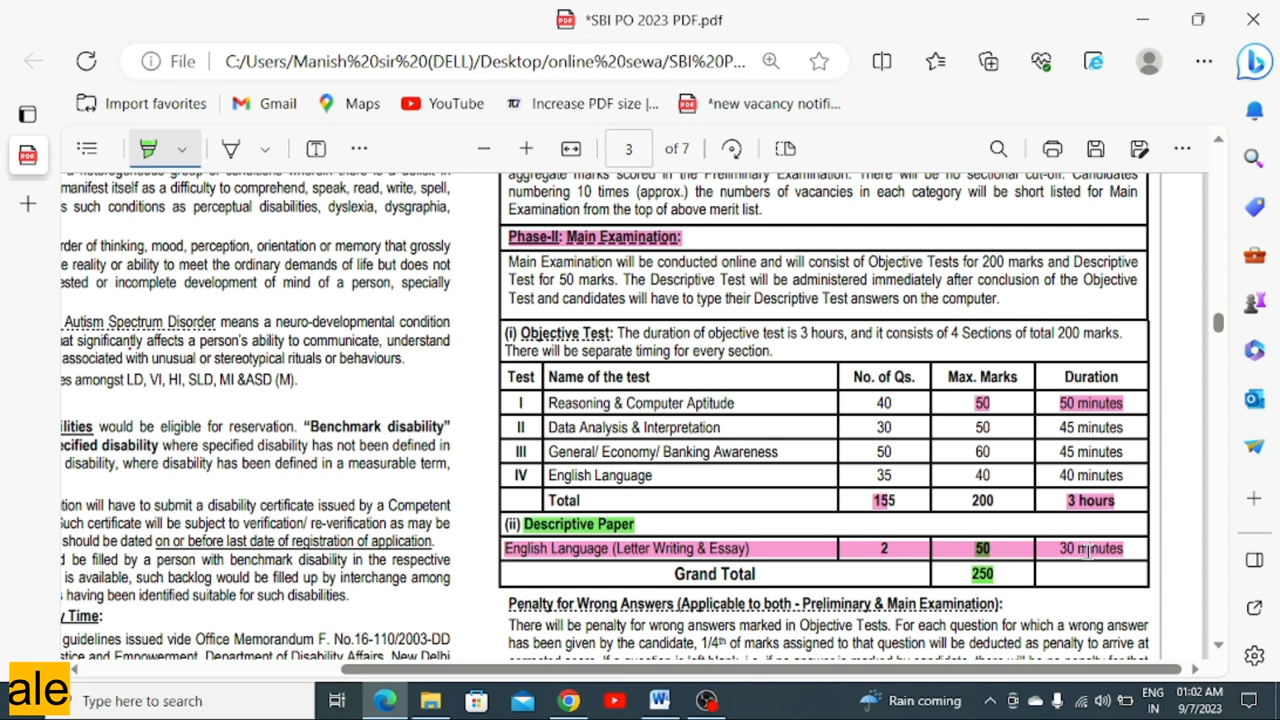 *SBI PO 2023 PDF.pdf
File
C:/Users/Manish%20sir%20(DELL)/Desktop/online%20sewa/SBI%20P...
Import favorites
Gmail
Maps
YouTube
Increase PDF size |...
*new vacancy notifi...
3
of 7
manifest itself as a difficulty to comprehend, speak, read, write, spell,
s such conditions as perceptual disabilities, dyslexia, dysgraphia,
rder of thinking, mood, perception, orientation or memory that grossly
e reality or ability to meet the ordinary demands of life but does not
ested or incomplete development of mind of a person, specially
Autism Spectrum Disorder means a neuro-developmental condition
at significantly affects a person's ability to communicate, understand
associated with unusual or stereotypical rituals or behaviours.
es amongst LD, VI, HI, SLD, MI &ASD (M).
ilities would be eligible for reservation. "Benchmark disability"
ecified disability where specified disability has not been defined in
disability, where disability has been defined in a measurable term,
tion will have to submit a disability certificate issued by a Competent
Such certificate will be subject to verification/ re-verification as may be
should be dated on or before last date of registration of application.
d be filled by a person with benchmark disability in the respective
is available, such backlog would be filled up by interchange among
having been identified suitable for such disabilities.
y Time:
guidelines issued vide Office Memorandum F. No.16-110/2003-DD
stice and Empowerment, Department of Disability Affairs, New Delhi
aggregate marks scored in the Preliminary Examination. There will be no sectional cut-off. Candidates
numbering 10 times (approx.) the numbers of vacancies in each category will be short listed for Main
Examination from the top of above merit list.
Phase-II: Main Examination:
Main Examination will be conducted online and will consist of Objective Tests for 200 marks and Descriptive
Test for 50 marks. The Descriptive Test will be administered immediately after conclusion of the Objective
Test and candidates will have to type their Descriptive Test answers on the computer.
(i) Objective Test: The duration of objective test is 3 hours, and it consists of 4 Sections of total 200 marks.
There will be separate timing for every section.
Test Name of the test No. of Qs. Max. Marks Duration
I Reasoning & Computer Aptitude 40 50 50 minutes
II Data Analysis & Interpretation 30 50 45 minutes
III General/ Economy/ Banking Awareness 50 60 45 minutes
IV English Language 35 40 40 minutes
Total 155 200 3 hours
(ii) Descriptive Paper
English Language (Letter Writing & Essay) 2 50 30 minutes
Grand Total 250
Penalty for Wrong Answers (Applicable to both - Preliminary & Main Examination):
There will be penalty for wrong answers marked in Objective Tests. For each question for which a wrong answer
has been given by the candidate, 1/4th of marks assigned to that question will be deducted as penalty to arrive at
ale
Type here to search
Rain coming
ENG
IN
01:02 AM
9/7/2023